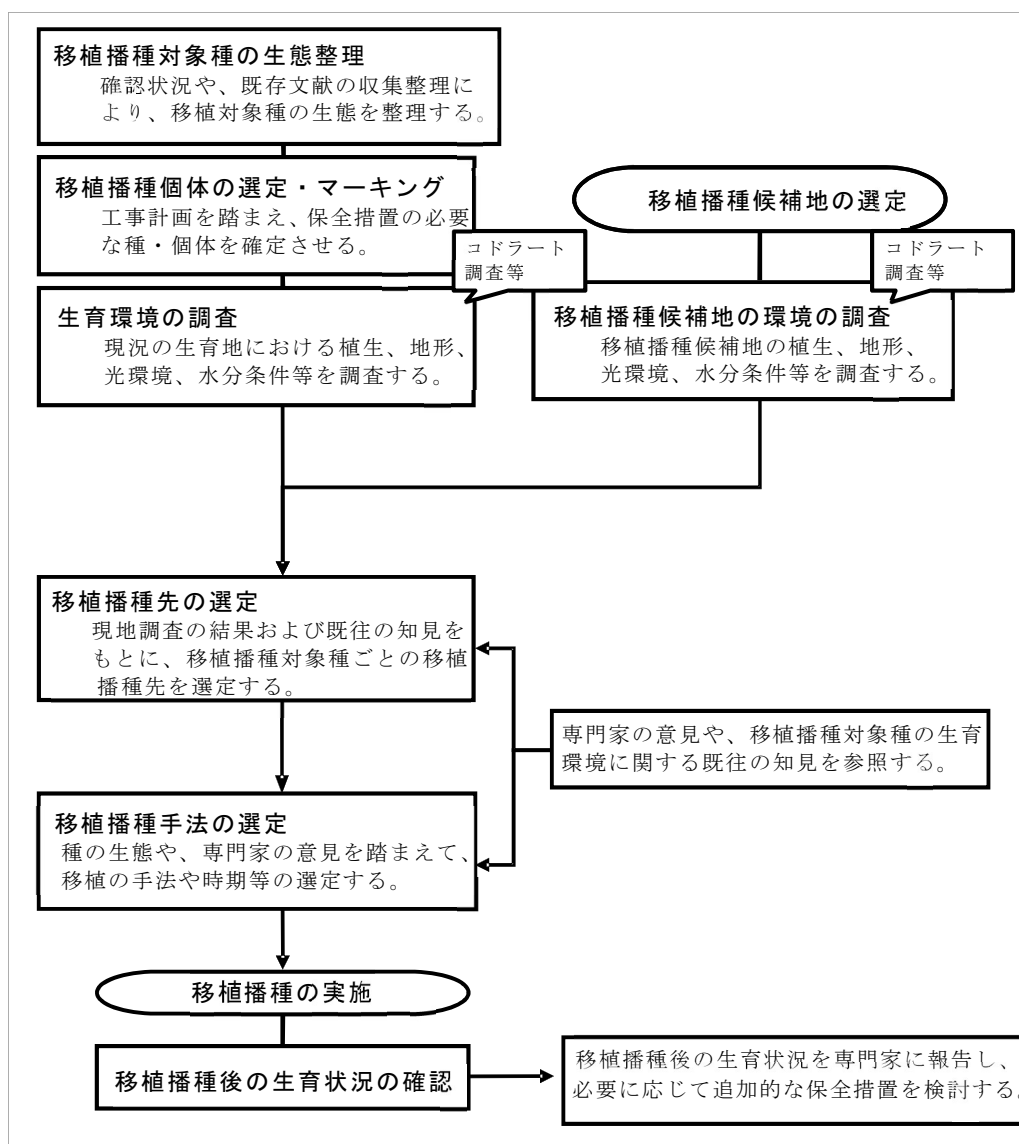 移植播種対象種の生態整理
確認状況や、既存文献の収集整理に
より、移植対象種の生態を整理する。
移植播種個体の選定・マーキング
工事計画を踏まえ、保全措置の必要
な種・個体を確定させる。
コドラート
調査等
生育環境の調査
現況の生育地における植生、地形、
光環境、水分条件等を調査する。
移植播種候補地の選定
コドラート
調査等
移植播種候補地の環境の調査
移植播種候補地の植生、地形、
光環境、水分条件等を調査する。
移植播種先の選定
現地調査の結果および既往の知見を
もとに、移植播種対象種ごとの移植
播種先を選定する。
専門家の意見や、移植播種対象種の生育
環境に関する既往の知見を参照する。
移植播種手法の選定
種の生態や、専門家の意見を踏まえて、
移植の手法や時期等の選定する。
移植播種の実施
移植播種後の生育状況の確認
移植播種後の生育状況を専門家に報告し、
必要に応じて追加的な保全措置を検討する。